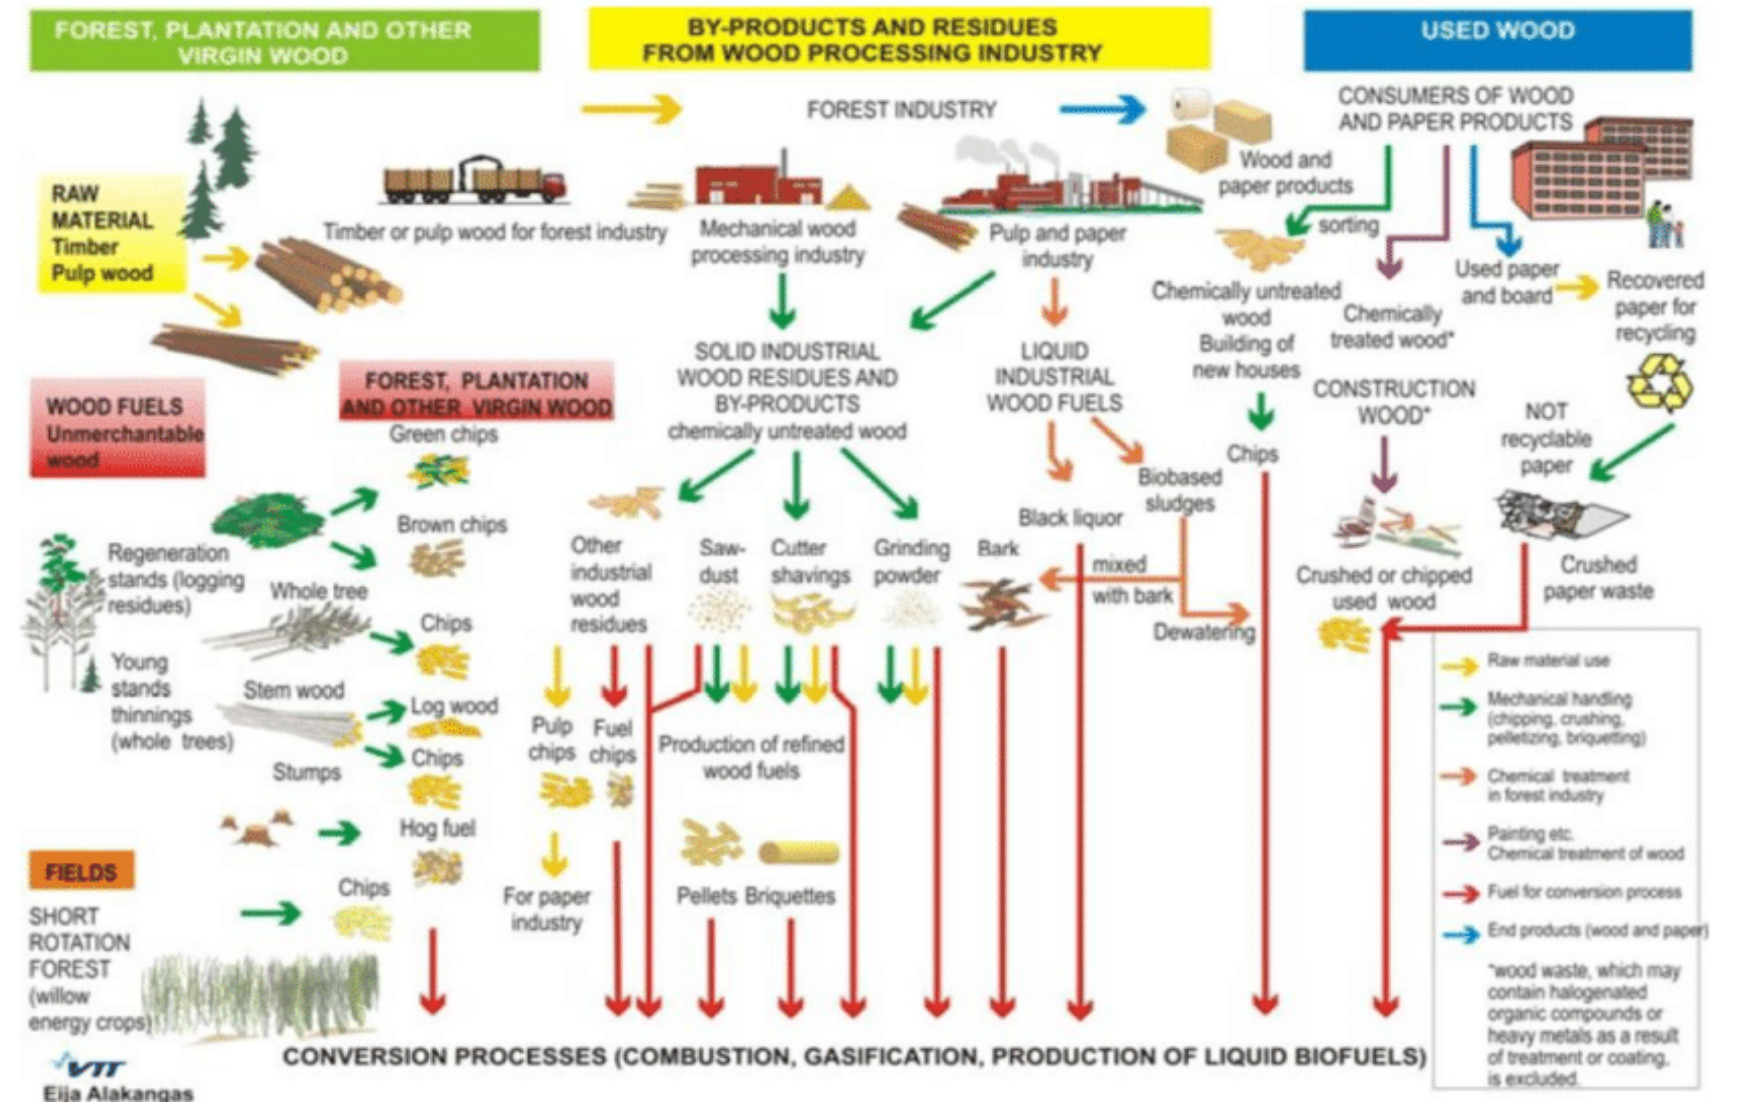 FOREST, PLANTATION AND OTHER
VIRGIN WOOD
BY-PRODUCTS AND RESIDUES
FROM WOOD PROCESSING INDUSTRY
USED WOOD
FOREST INDUSTRY
CONSUMERS OF WOOD
AND PAPER PRODUCTS
Wood and
paper products
RAW
MATERIAL
Timber
Pulp wood
Timber or pulp wood for forest industry
Mechanical wood
processing industry
Pulp and paper
industry
sorting
Chemically untreated
wood
Building of
new houses
Chemically
treated wood*
Used paper
and board
Recovered
paper for
recycling
WOOD FUELS
Unmerchantable
wood
FOREST, PLANTATION
AND OTHER VIRGIN WOOD
Green chips
SOLID INDUSTRIAL
WOOD RESIDUES AND
BY-PRODUCTS
chemically untreated wood
LIQUID
INDUSTRIAL
WOOD FUELS
CONSTRUCTION
WOOD*
NOT
recyclable
paper
Chips
Biobased
sludges
Black liquor
Brown chips
Regeneration
stands (logging
residues)
Whole tree
Chips
Other
industrial
wood
residues
Saw-
dust
Cutter
shavings
Grinding
powder
Bark
mixed
with bark
Dewatering
Crushed or chipped
used wood
Crushed
paper waste
Young
stands
thinnings
(whole trees)
Stem wood
Log wood
Chips
Stumps
Hog fuel
Pulp
chips
Fuel
chips
Production of refined
wood fuels
FIELDS
Chips
SHORT
ROTATION
FOREST
(willow
energy crops)
For paper
industry
Pellets
Briquettes
Raw material use
Mechanical handling
(chipping, crushing,
pelletizing, briquetting)
Chemical treatment
in forest industry
Painting etc.
Chemical treatment of wood
Fuel for conversion process
End products (wood and paper)
*wood waste, which may
contain halogenated
organic compounds or
heavy metals as a result
of treatment or coating,
is excluded.
CONVERSION PROCESSES (COMBUSTION, GASIFICATION, PRODUCTION OF LIQUID BIOFUELS)
VTT
Eija Alakangas